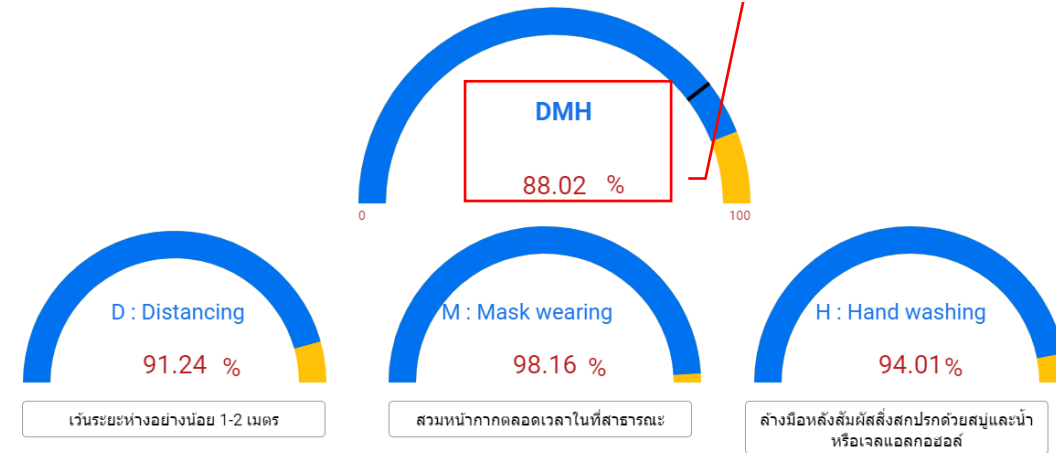 DMH
88.02 %
0 100
D : Distancing M : Mask wearing H : Hand washing
91.24 % 98.16 % 94.01%
เว้นระยะห่างอย่างน้อย 1-2 เมตร
สวมหน้ากากตลอดเวลาในที่สาธารณะ
ล้างมือหลังสัมผัสสิ่งสกปรกด้วยสบู่และน้ำ
หรือเจลแอลกอฮอล์